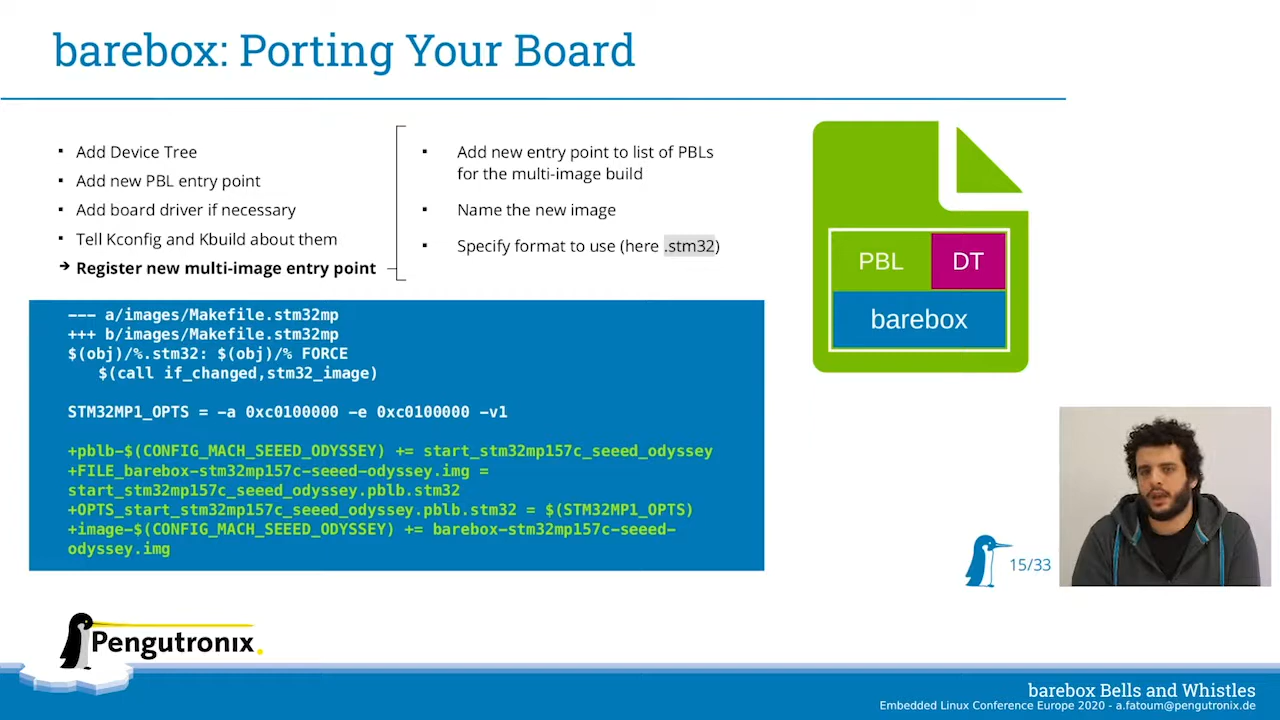 barebox: Porting Your Board
▪ Add Device Tree
▪ Add new PBL entry point
▪ Add board driver if necessary
▪ Tell Kconfig and Kbuild about them
➔ Register new multi-image entry point
▪ Add new entry point to list of PBLs
for the multi-image build
▪ Name the new image
▪ Specify format to use (here .stm32)
--- a/images/Makefile.stm32mp
+++ b/images/Makefile.stm32mp
$(obj)/%.stm32: $(obj)/% FORCE
$(call if_changed,stm32_image)
STM32MP1_OPTS = -a 0xc0100000 -e 0xc0100000 -v1
+pblb-$(CONFIG_MACH_SEEED_ODYSSEY) += start_stm32mp157c_seeed_odyssey
+FILE_barebox-stm32mp157c-seeed-odyssey.img =
start_stm32mp157c_seeed_odyssey.pblb.stm32
+OPTS_start_stm32mp157c_seeed_odyssey.pblb.stm32 = $(STM32MP1_OPTS)
+image-$(CONFIG_MACH_SEEED_ODYSSEY) += barebox-stm32mp157c-seeed-
odyssey.img
PBL DT
barebox
15/33
Pengutronix
barebox Bells and Whistles
Embedded Linux Conference Europe 2020 - a.fatoum@pengutronix.de